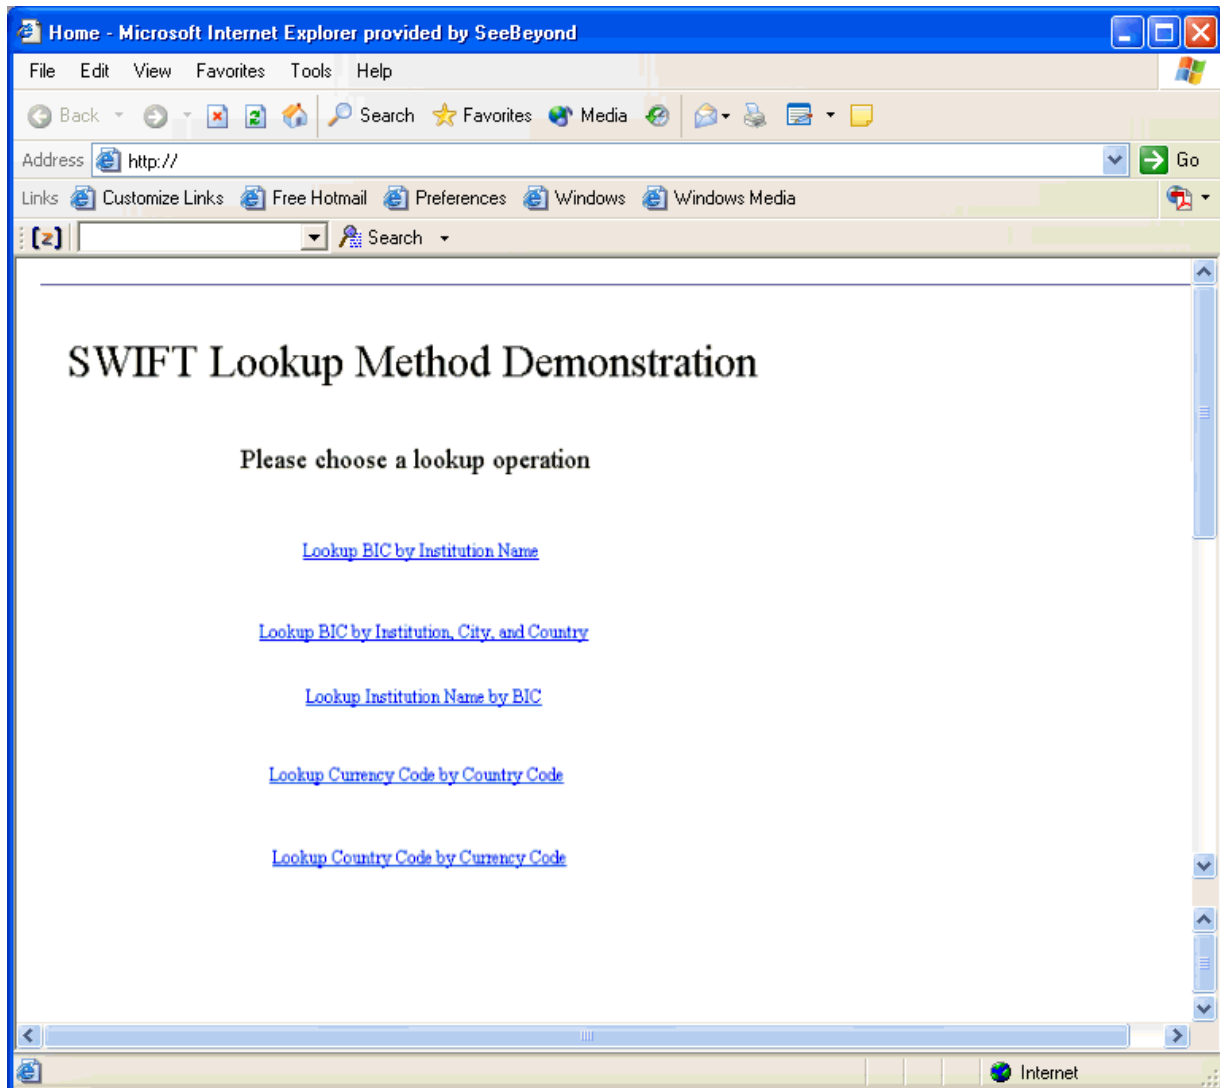 Home - Microsoft Internet Explorer provided by SeeBeyond
File Edit View Favorites Tools Help
Back Search Favorites Media
Address http:// Go
Links Customize Links Free Hotmail Preferences Windows Windows Media
[z] Search
SWIFT Lookup Method Demonstration
Please choose a lookup operation
Lookup BIC by Institution Name
Lookup BIC by Institution, City, and Country
Lookup Institution Name by BIC
Lookup Currency Code by Country Code
Lookup Country Code by Currency Code
Internet